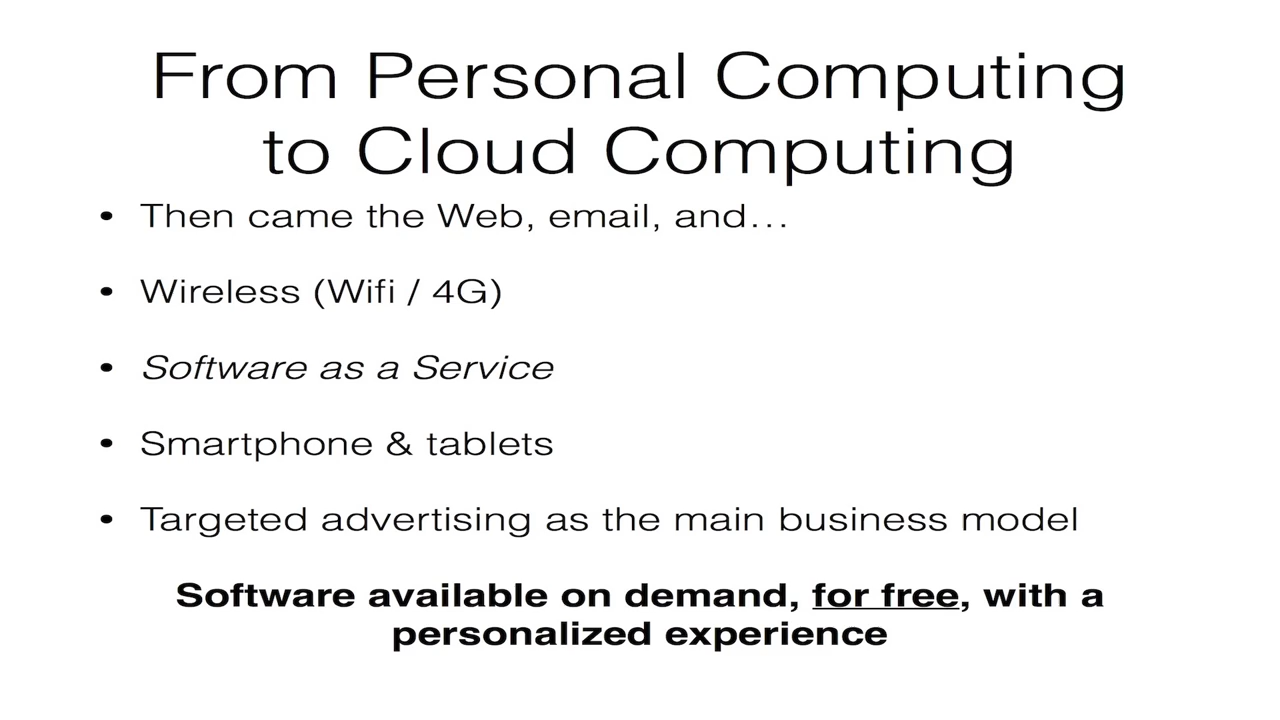 From Personal Computing
to Cloud Computing
• Then came the Web, email, and…
• Wireless (Wifi / 4G)
• Software as a Service
• Smartphone & tablets
• Targeted advertising as the main business model
Software available on demand, for free, with a
personalized experience